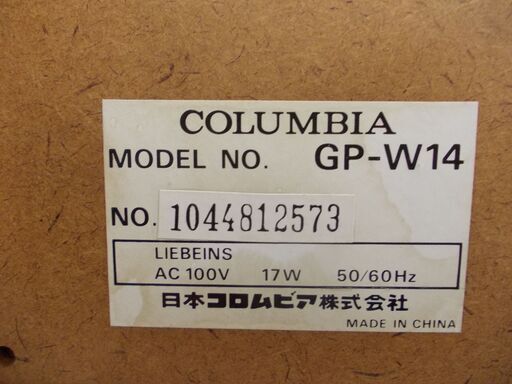 COLUMBIA
MODEL NO. GP-W14
NO. 1044812573
LIEBEINS
AC 100V 17W 50/60Hz
日本コロムビア株式会社
MADE IN CHINA